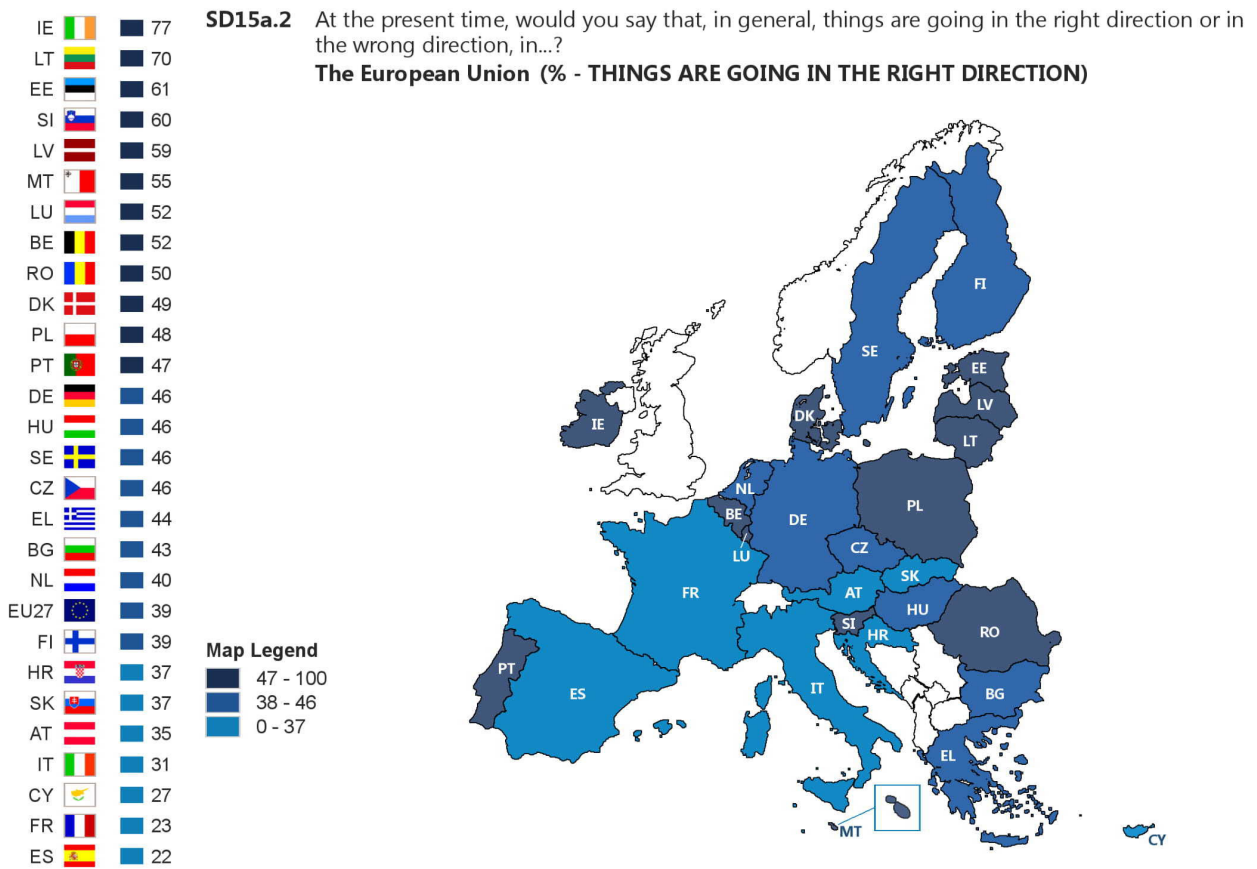 SD15a.2 At the present time, would you say that, in general, things are going in the right direction or in
the wrong direction, in...?
The European Union (% - THINGS ARE GOING IN THE RIGHT DIRECTION)
IE 77
LT 70
EE 61
SI 60
LV 59
MT 55
LU 52
BE 52
RO 50
DK 49
PL 48
PT 47
DE 46
HU 46
SE 46
CZ 46
EL 44
BG 43
NL 40
EU27 39
FI 39
HR 37
SK 37
AT 35
IT 31
CY 27
FR 23
ES 22
Map Legend
47 - 100
38 - 46
0 - 37
FI
SE
EE
LV
LT
DK
IE
NL
PL
BE
DE
LU
CZ
SK
FR
AT
HU
SI
HR
RO
PT
ES
IT
BG
EL
MT
CY